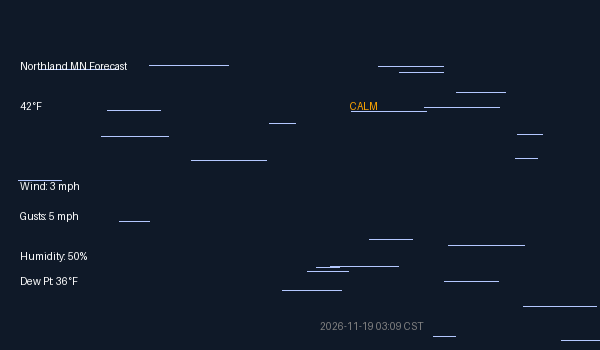 Northland MN Forecast
42°F CALM
Wind: 3 mph
Gusts: 5 mph
Humidity: 50%
Dew Pt: 36°F
2026-11-19 03:09 CST